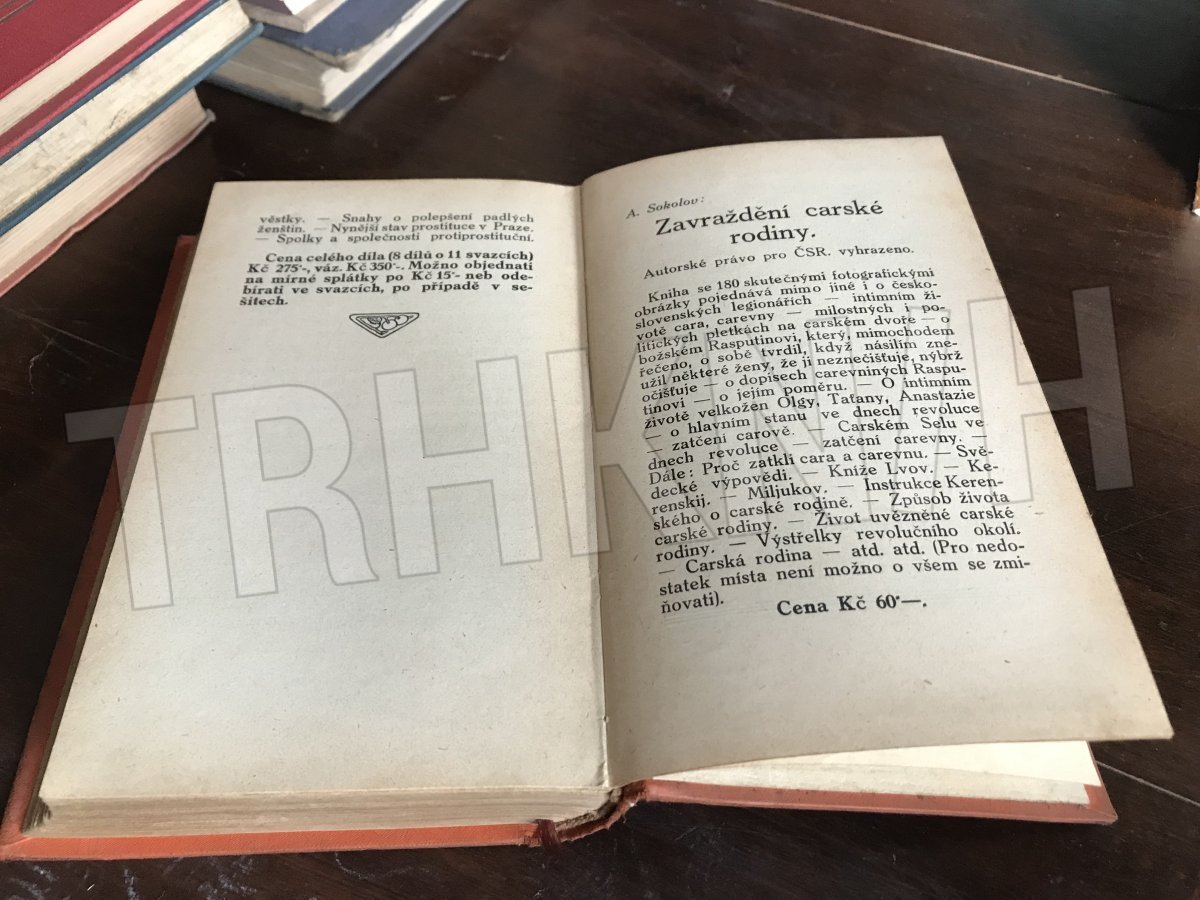 věstky. — Snahy o polepšení padlých
ženštin. — Nynější stav prostituce v Praze.
— Spolky a společnosti protiprostituční.
Cena celého díla (8 dílů o 11 svazcích)
Kč 275·-, váz. Kč 350·-. Možno objednati
na mírné splátky po Kč 15·- neb ode-
bírati ve svazcích, po případě v se-
šitech.
A. Sokolov:
Zavraždění carské
rodiny.
Autorské právo pro ČSR. vyhrazeno.
Kniha se 180 skutečnými fotografickými
obrázky pojednává mimo jiné i o česko-
slovenských legionářích — intimním ži-
votě cara, carevny — milostných i po-
litických pletkách na carském dvoře — o
božském Rasputinovi, který, mimochodem
řečeno, o sobě tvrdil, když násilím zne-
užil některé ženy, že ji neznečišťuje, nýbrž
očišťuje — o dopisech carevniných Raspu-
tinovi — o jejím poměru. — O intimním
životě velkožen Olgy, Taťany, Anastazie
— o hlavním stanu ve dnech revoluce
— zatčení carově. — Carském Selu ve
dnech revoluce — zatčení carevny. —
Dále: Proč zatkli cara a carevnu. — Svě-
decké výpovědi. — Kníže Lvov. — Ke-
renskij. — Miljukov. — Instrukce Keren-
ského o carské rodině. — Způsob života
carské rodiny. — Život uvězněné carské
rodiny. — Výstřelky revolučního okolí.
— Carská rodina — atd. atd. (Pro nedo-
statek místa není možno o všem se zmi-
ňovati).
Cena Kč 60·—.
TRHKNIH